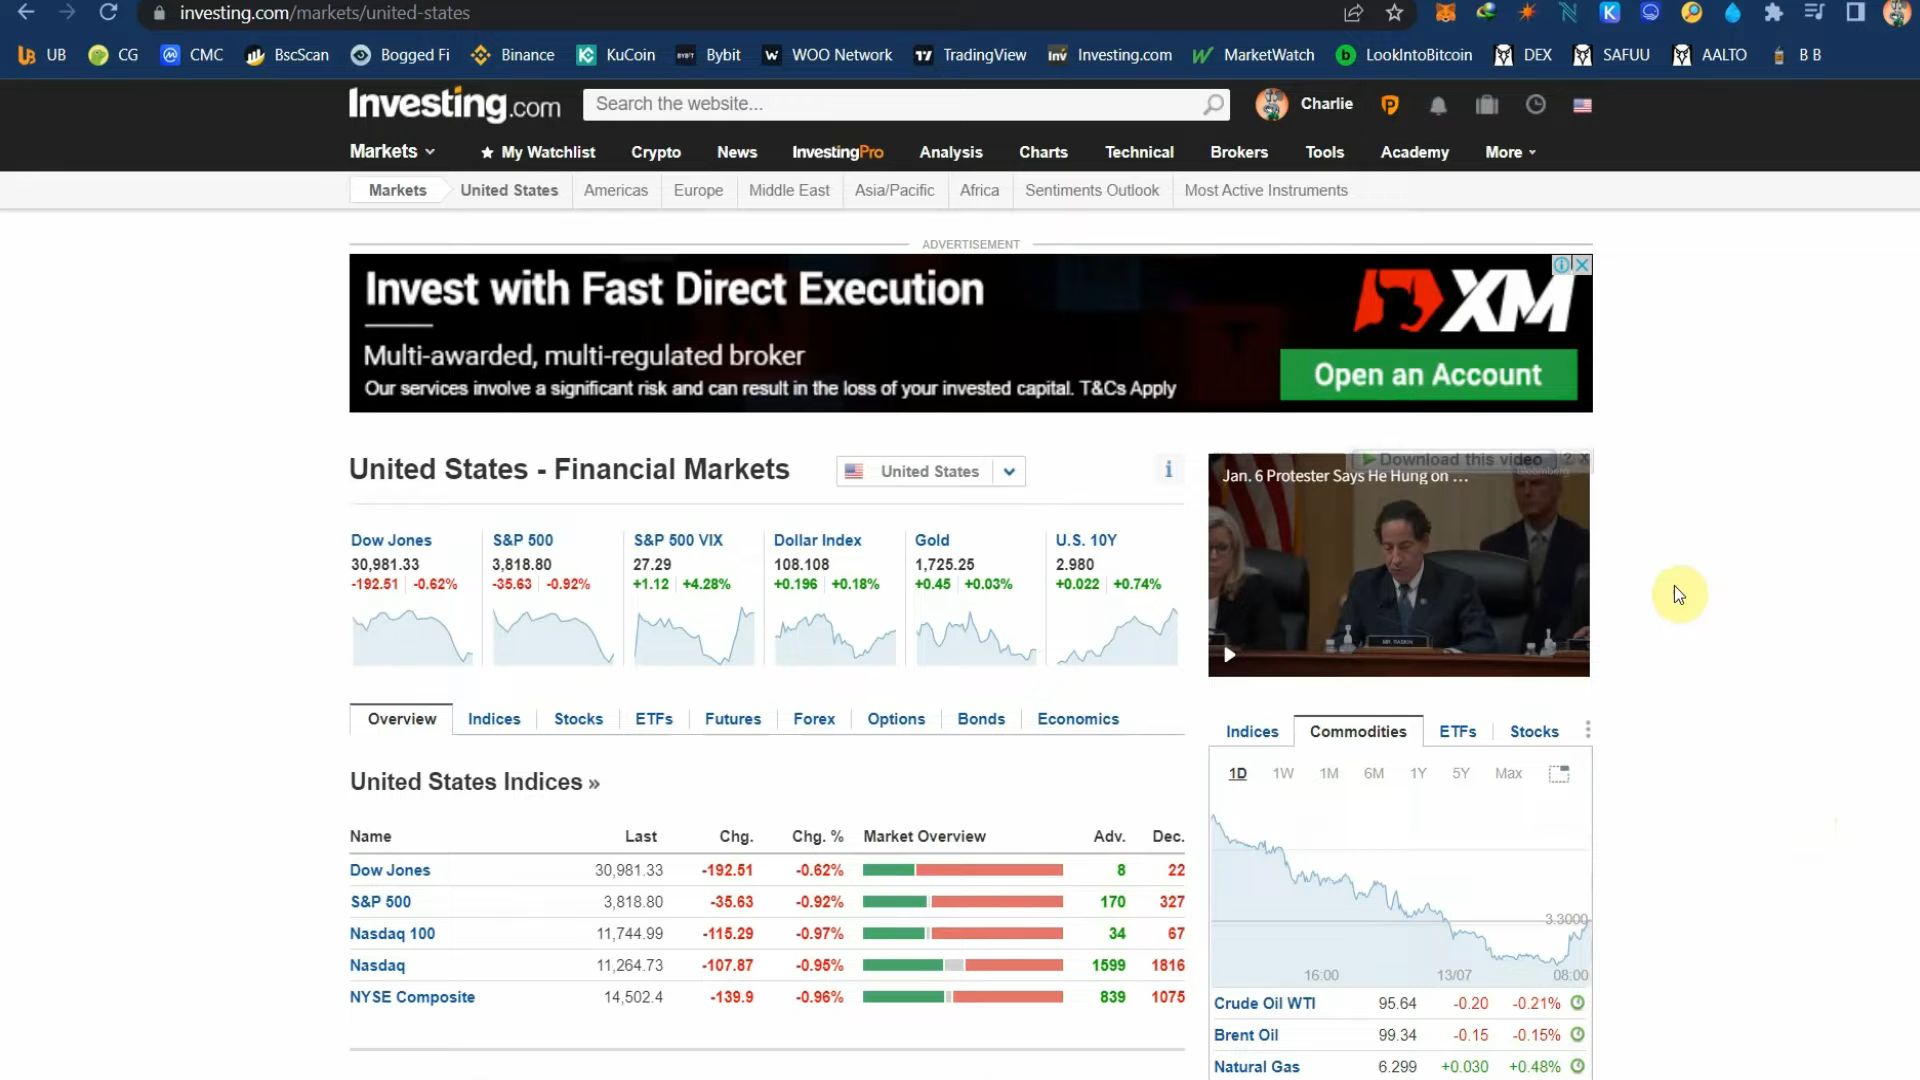 investing.com/markets/united-states
UB CG CMC BscScan Bogged Fi Binance KuCoin Bybit WOO Network TradingView Investing.com MarketWatch LookIntoBitcoin DEX SAFUU AALTO B B
Investing.com Search the website... Charlie
Markets My Watchlist Crypto News InvestingPro Analysis Charts Technical Brokers Tools Academy More
Markets United States Americas Europe Middle East Asia/Pacific Africa Sentiments Outlook Most Active Instruments
ADVERTISEMENT
Invest with Fast Direct Execution
XM
Multi-awarded, multi-regulated broker
Our services involve a significant risk and can result in the loss of your invested capital. T&Cs Apply
Open an Account
United States - Financial Markets
United States
Download this video ? X
Jan. 6 Protester Says He Hung on ...
MR. RASKIN
Dow Jones S&P 500 S&P 500 VIX Dollar Index Gold U.S. 10Y
30,981.33 3,818.80 27.29 108.108 1,725.25 2.980
-192.51 -0.62% -35.63 -0.92% +1.12 +4.28% +0.196 +0.18% +0.45 +0.03% +0.022 +0.74%
Overview Indices Stocks ETFs Futures Forex Options Bonds Economics
United States Indices »
Name Last Chg. Chg. % Market Overview Adv. Dec.
Dow Jones 30,981.33 -192.51 -0.62% 8 22
S&P 500 3,818.80 -35.63 -0.92% 170 327
Nasdaq 100 11,744.99 -115.29 -0.97% 34 67
Nasdaq 11,264.73 -107.87 -0.95% 1599 1816
NYSE Composite 14,502.4 -139.9 -0.96% 839 1075
Indices Commodities ETFs Stocks
1D 1W 1M 6M 1Y 5Y Max
3.3000
16:00 13/07 08:00
Crude Oil WTI 95.64 -0.20 -0.21%
Brent Oil 99.34 -0.15 -0.15%
Natural Gas 6.299 +0.030 +0.48%